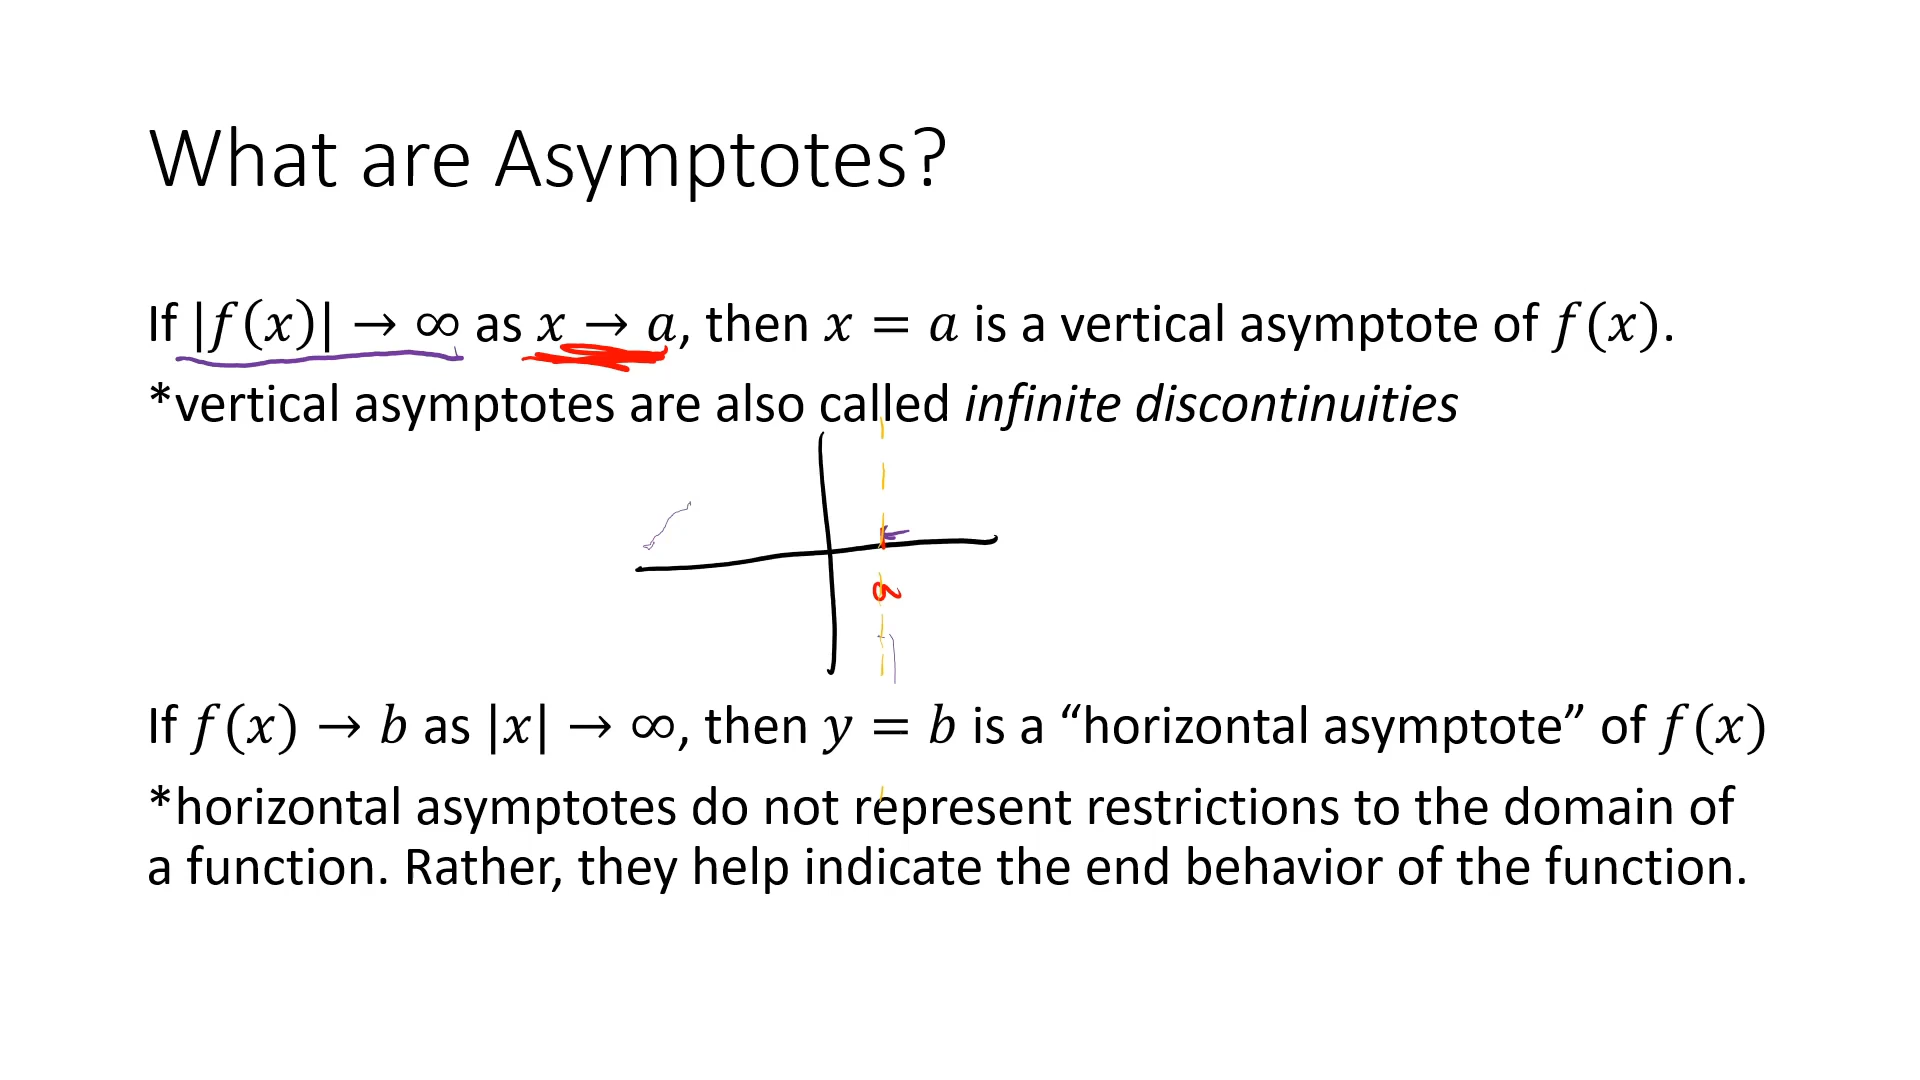 What are Asymptotes?
If |𝑓(𝑥)| → ∞ as 𝑥 → 𝑎, then 𝑥 = 𝑎 is a vertical asymptote of 𝑓(𝑥).
*vertical asymptotes are also called infinite discontinuities
a
If 𝑓(𝑥) → 𝑏 as |𝑥| → ∞, then 𝑦 = 𝑏 is a “horizontal asymptote” of 𝑓(𝑥)
*horizontal asymptotes do not represent restrictions to the domain of
a function. Rather, they help indicate the end behavior of the function.